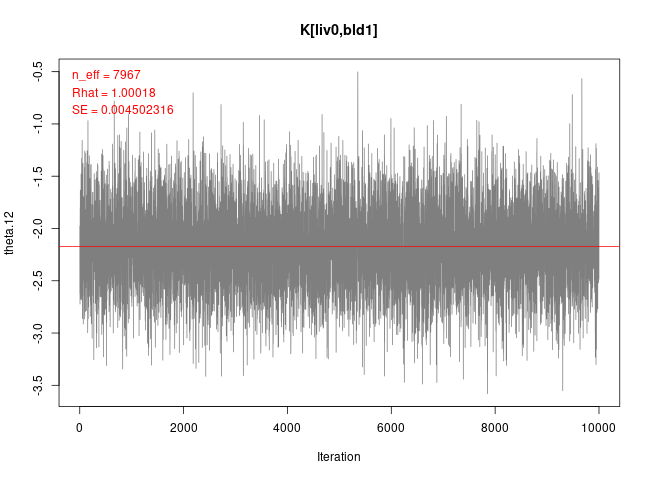 K[liv0,bld1]
n_eff = 7967
Rhat = 1.00018
SE = 0.004502316
-0.5
-1.0
-1.5
-2.0
-2.5
-3.0
-3.5
theta.12
0 2000 4000 6000 8000 10000
Iteration